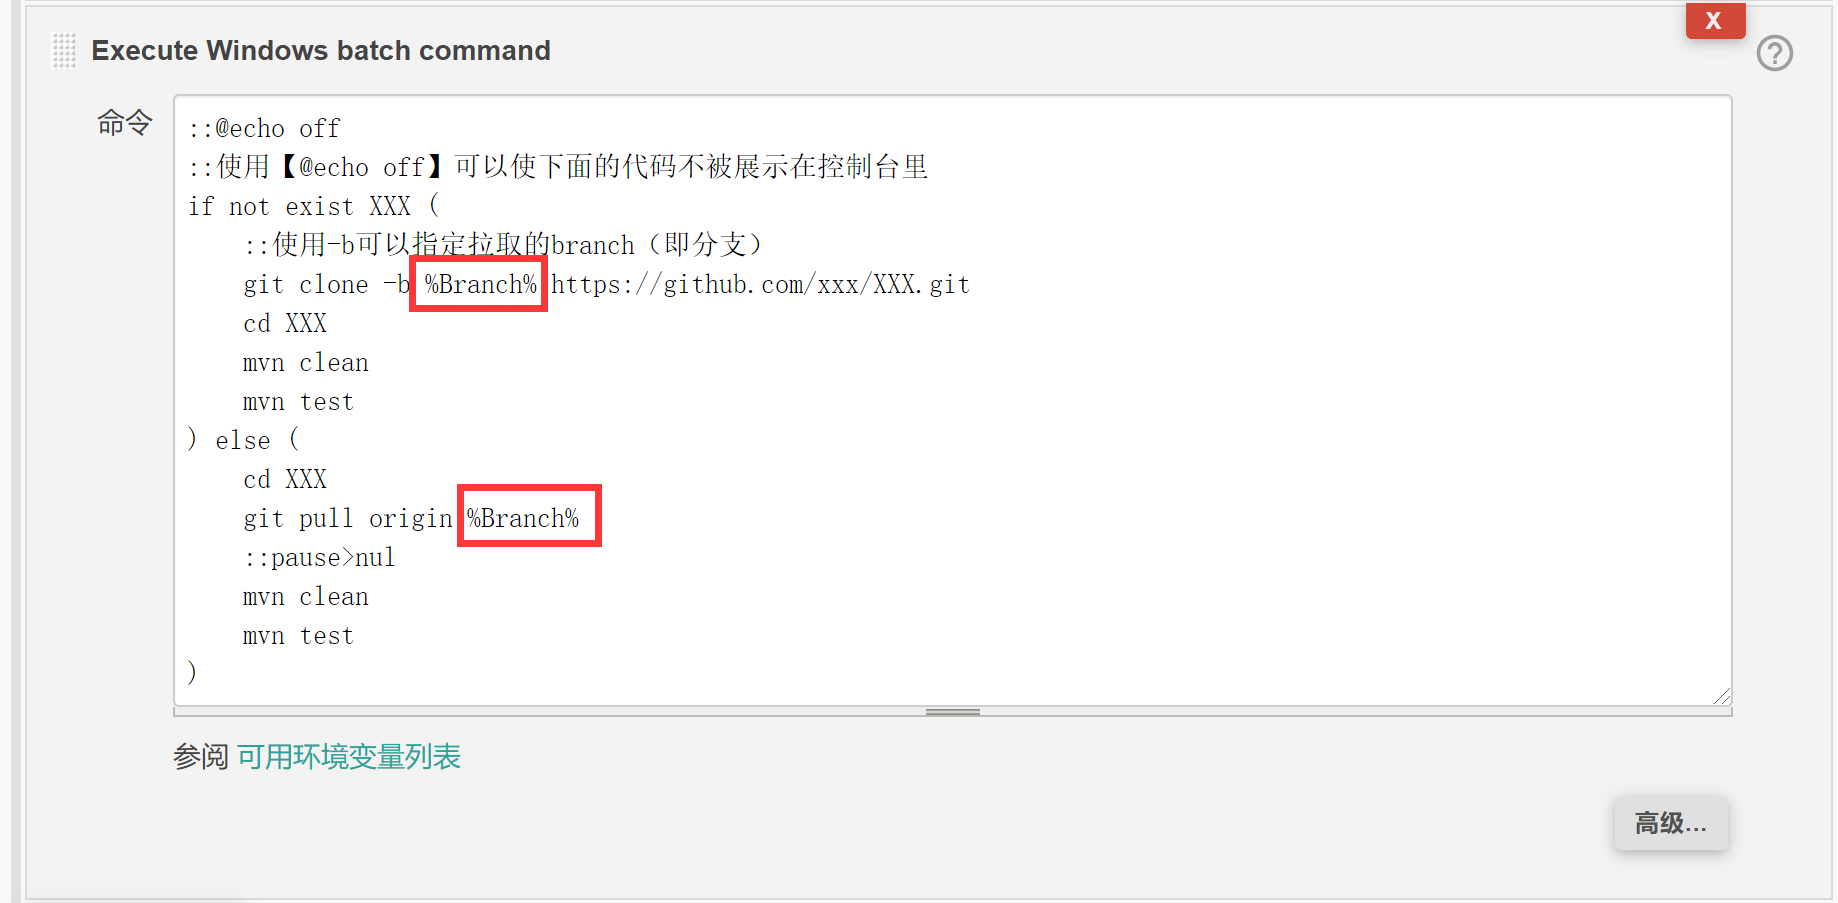 X
Execute Windows batch command
命令
::@echo off
::使用【@echo off】可以使下面的代码不被展示在控制台里
if not exist XXX (
    ::使用-b可以指定拉取的branch（即分支）
    git clone -b %Branch% https://github.com/xxx/XXX.git
    cd XXX
    mvn clean
    mvn test
) else (
    cd XXX
    git pull origin %Branch%
    ::pause>nul
    mvn clean
    mvn test
)
参阅 可用环境变量列表
高级...